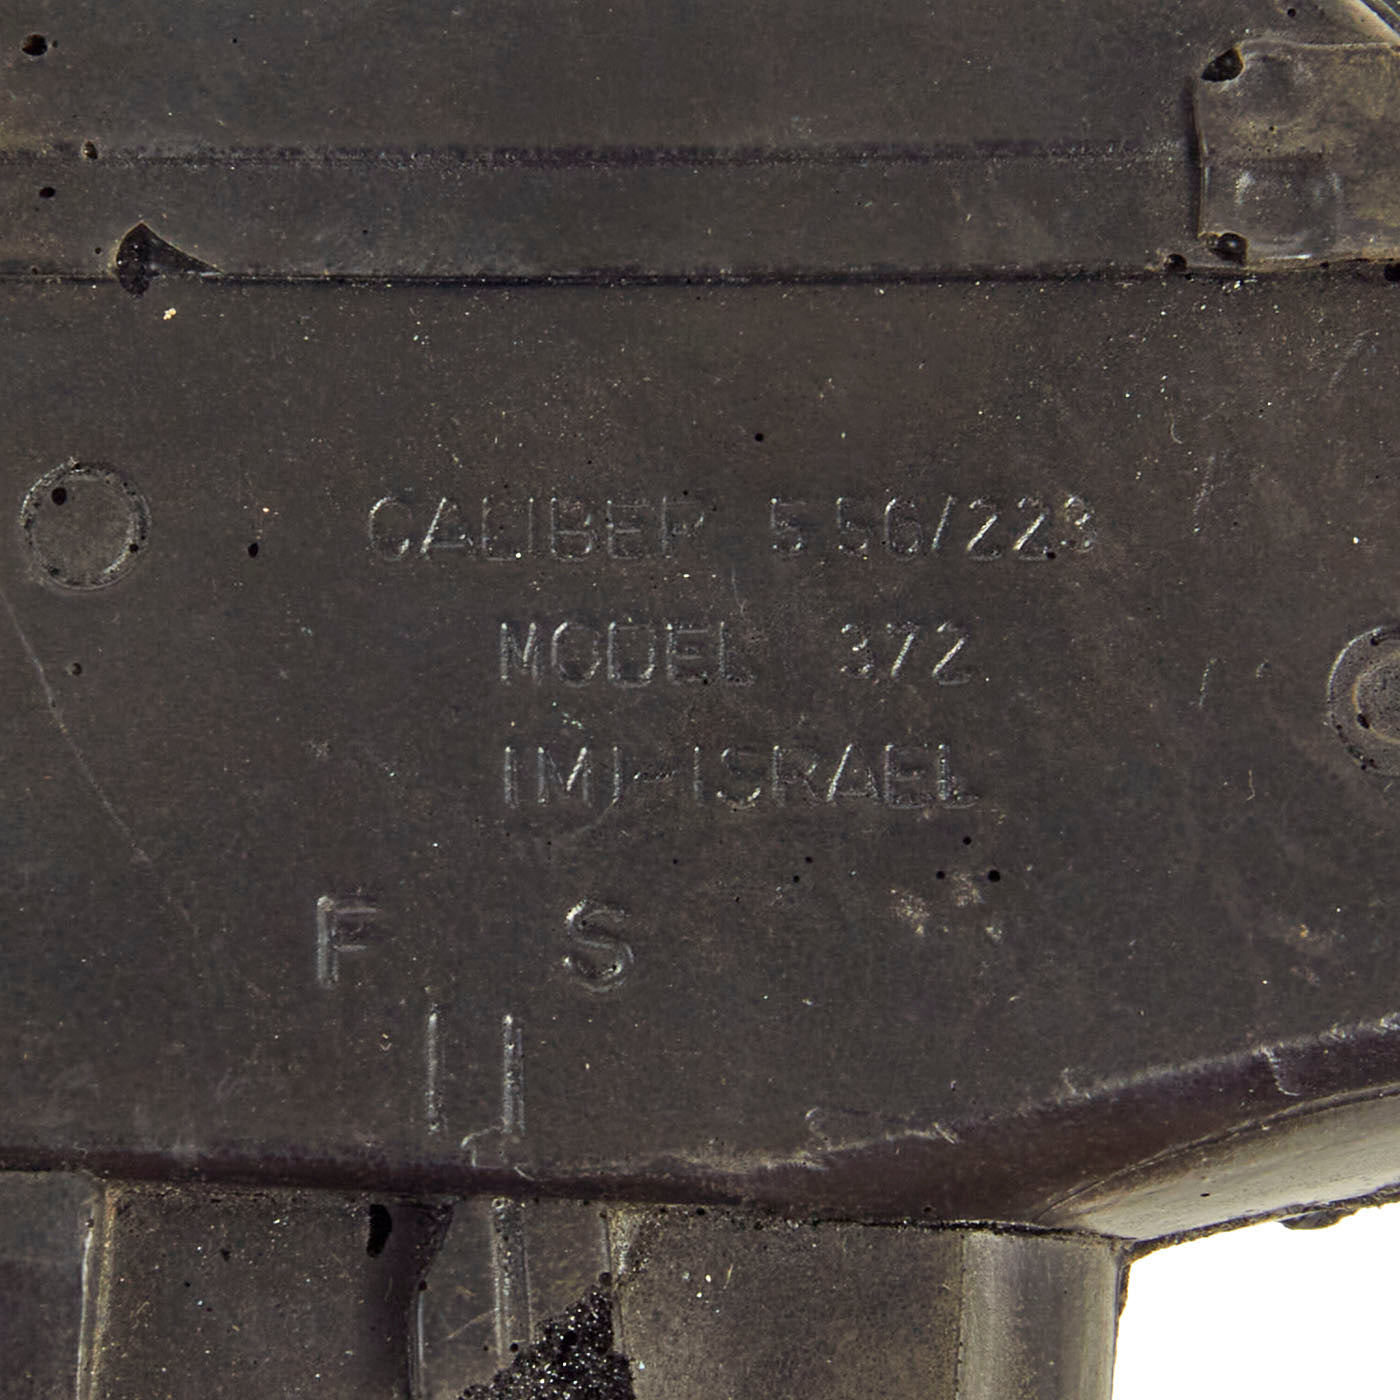 CALIBER 5 56/223
MODEL 372
IMI-ISRAEL
F S